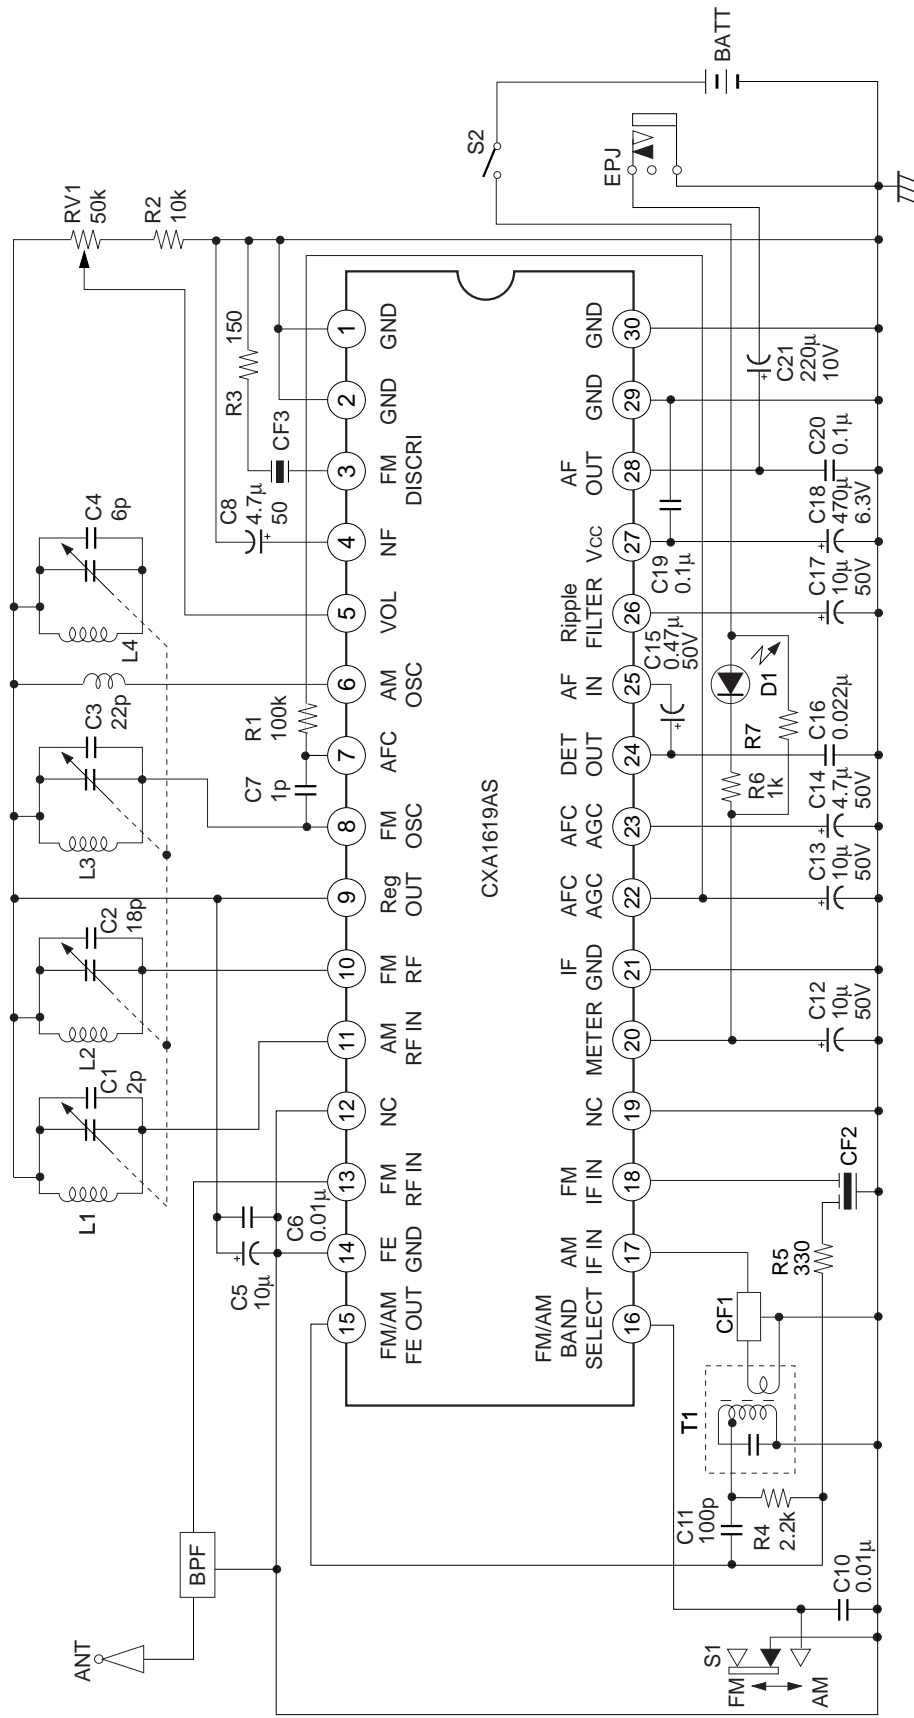 ANT
BPF
L1
C1
2p
L2
C2
18p
L3
C3
22p
L4
C4
6p
RV1
50k
R2
10k
C5
10µ
C6
0.01µ
C7
1p
R1
100k
C8
4.7µ
50
R3
150
CF3
15
14
13
12
11
10
9
8
7
6
5
4
3
2
1
FM/AM
FE OUT
FE
GND
FM
RF IN
NC
AM
RF IN
FM
RF
Reg
OUT
FM
OSC
AFC
AM
OSC
VOL
NF
FM
DISCRI
GND
GND
CXA1619AS
FM/AM
BAND
SELECT
AM
IF IN
FM
IF IN
NC
METER
IF
GND
AFC
AGC
AFC
AGC
DET
OUT
AF
IN
Ripple
FILTER
Vcc
AF
OUT
GND
GND
16
17
18
19
20
21
22
23
24
25
26
27
28
29
30
S1
FM
AM
C10
0.01µ
C11
100p
R4
2.2k
T1
CF1
R5
330
CF2
C12
10µ
50V
C13
10µ
50V
C14
4.7µ
50V
R6
1k
R7
D1
C16
0.022µ
C15
0.47µ
50V
C17
10µ
50V
C19
0.1µ
C18
470µ
6.3V
C20
0.1µ
C21
220µ
10V
S2
EPJ
BATT